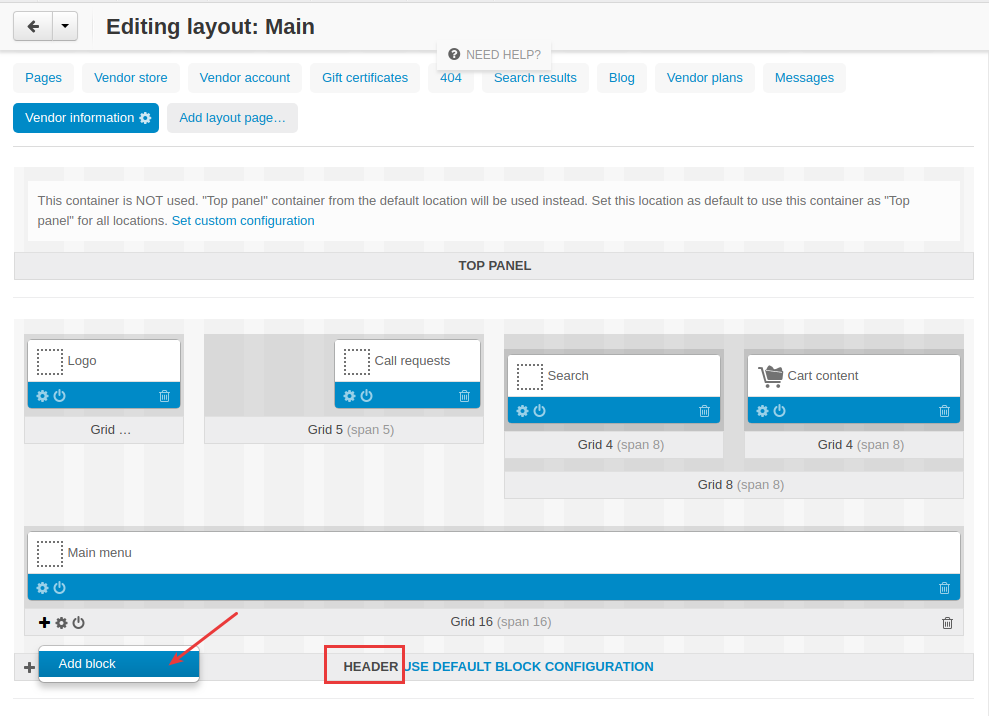 Editing layout: Main
NEED HELP?
Pages Vendor store Vendor account Gift certificates 404 Search results Blog Vendor plans Messages
Vendor information Add layout page…
This container is NOT used. "Top panel" container from the default location will be used instead. Set this location as default to use this container as "Top
panel" for all locations. Set custom configuration
TOP PANEL
Logo Call requests
Search Cart content
Grid … Grid 5 (span 5)
Grid 4 (span 8) Grid 4 (span 8)
Grid 8 (span 8)
Main menu
Grid 16 (span 16)
Add block
HEADER USE DEFAULT BLOCK CONFIGURATION